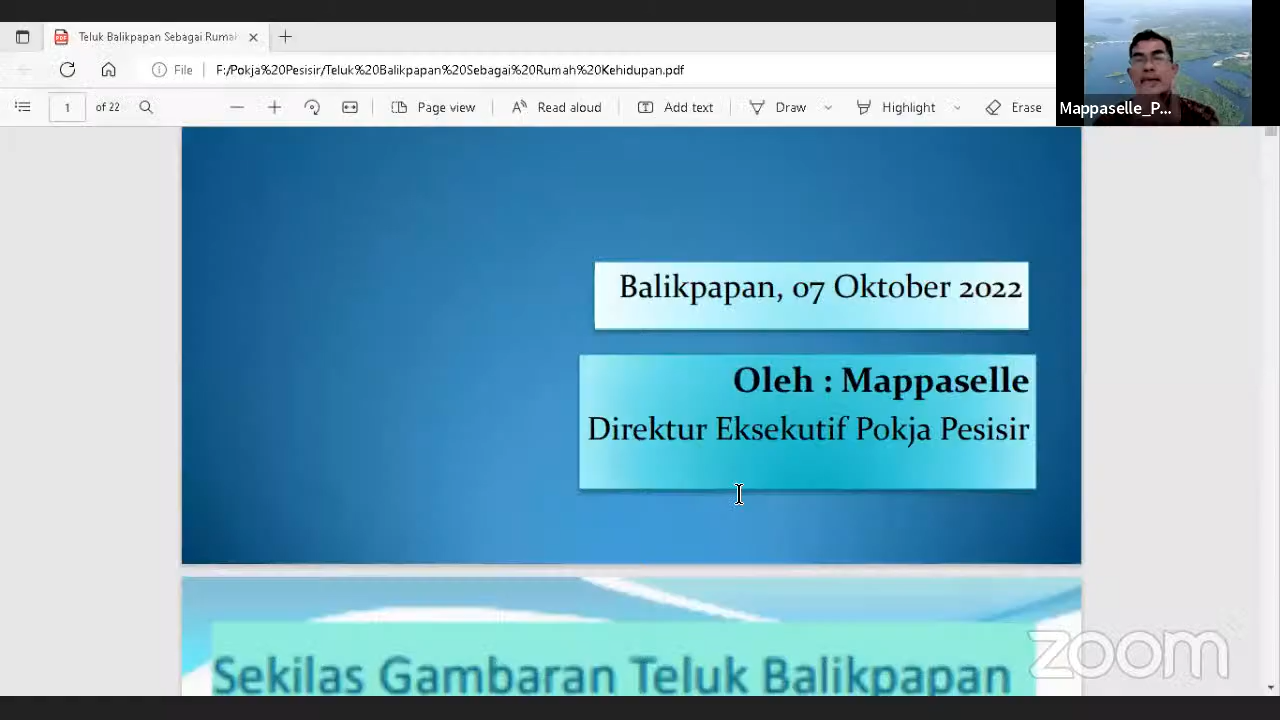 Teluk Balikpapan Sebagai Ruma
File F:/Pokja%20Pesisir/Teluk%20Balikpapan%20Sebagai%20Rumah%20Kehidupan.pdf
1 of 22 Page view Read aloud Add text Draw Highlight Erase
Mappaselle_P...
Balikpapan, 07 Oktober 2022
Oleh : Mappaselle
Direktur Eksekutif Pokja Pesisir
Sekilas Gambaran Teluk Balikpapan
zoom